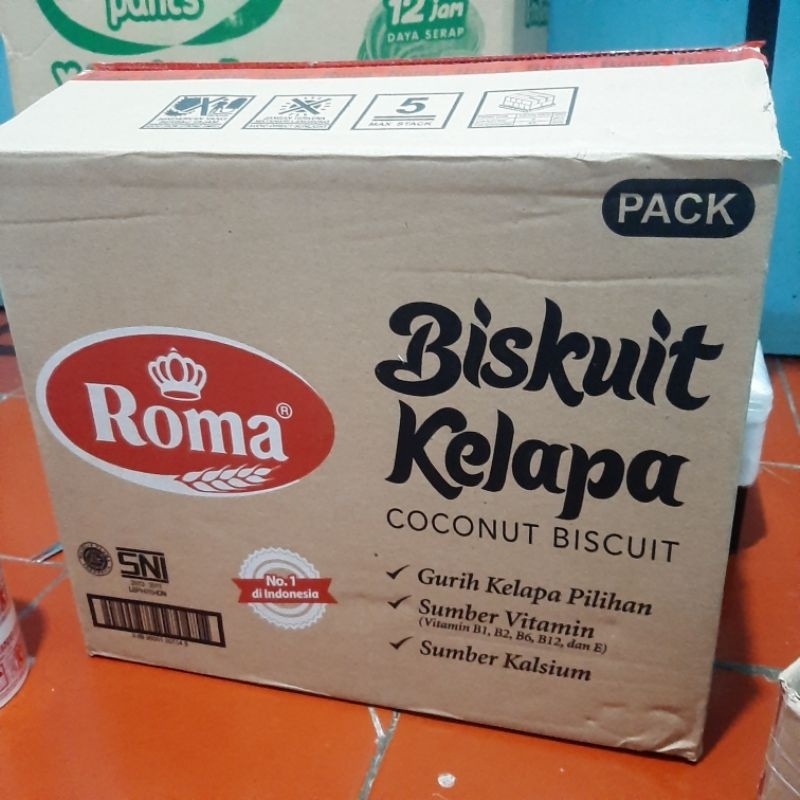 pants
12 jam
DAYA SERAP
5
MAX STACK
PACK
Roma®
Biskuit
Kelapa
COCONUT BISCUIT
SNI
No. 1
di Indonesia
✓ Gurih Kelapa Pilihan
✓ Sumber Vitamin
(Vitamin B1, B2, B6, B12, dan E)
✓ Sumber Kalsium